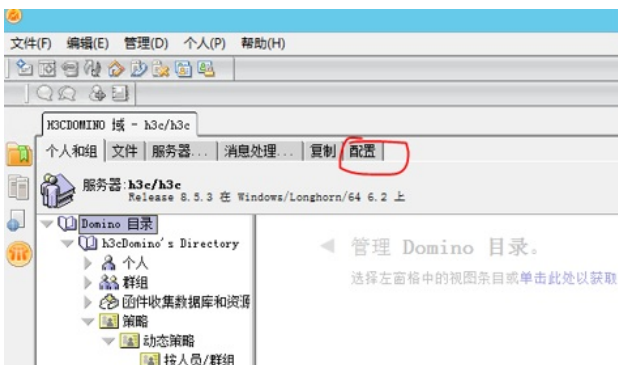 文件(F) 编辑(E) 管理(D) 个人(P) 帮助(H)
H3CDOMINO 域 - h3c/h3c
个人和组 文件 服务器... 消息处理... 复制 配置
服务器:h3c/h3c
Release 8.5.3 在 Windows/Longhorn/64 6.2 上
Domino 目录
h3cDomino's Directory
个人
群组
函件收集数据库和资源
策略
动态策略
按人员/群组
管理 Domino 目录。
选择左窗格中的视图条目或单击此处以获取